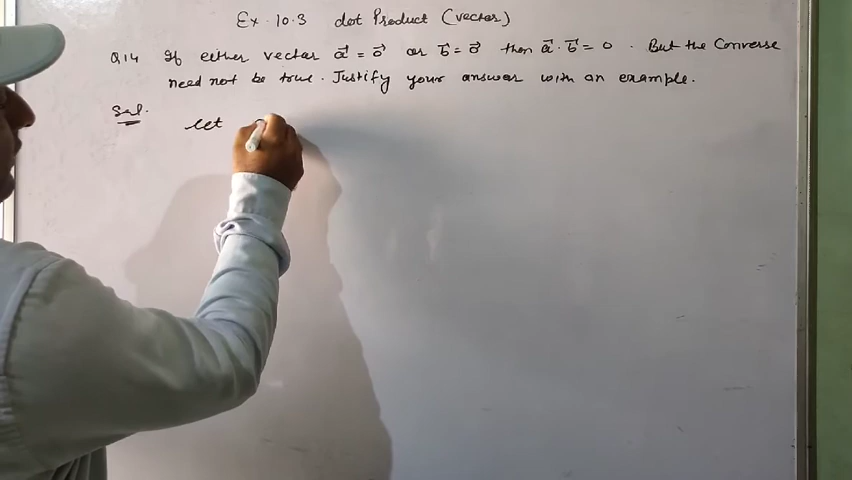 Ex. 10.3 dot Product (vector)
Q14 If either vector a⃗ = 0⃗ or b⃗ = 0⃗ then a⃗ · b⃗ = 0 . But the Converse
need not be true. Justify your answer with an example.
Sol.
let